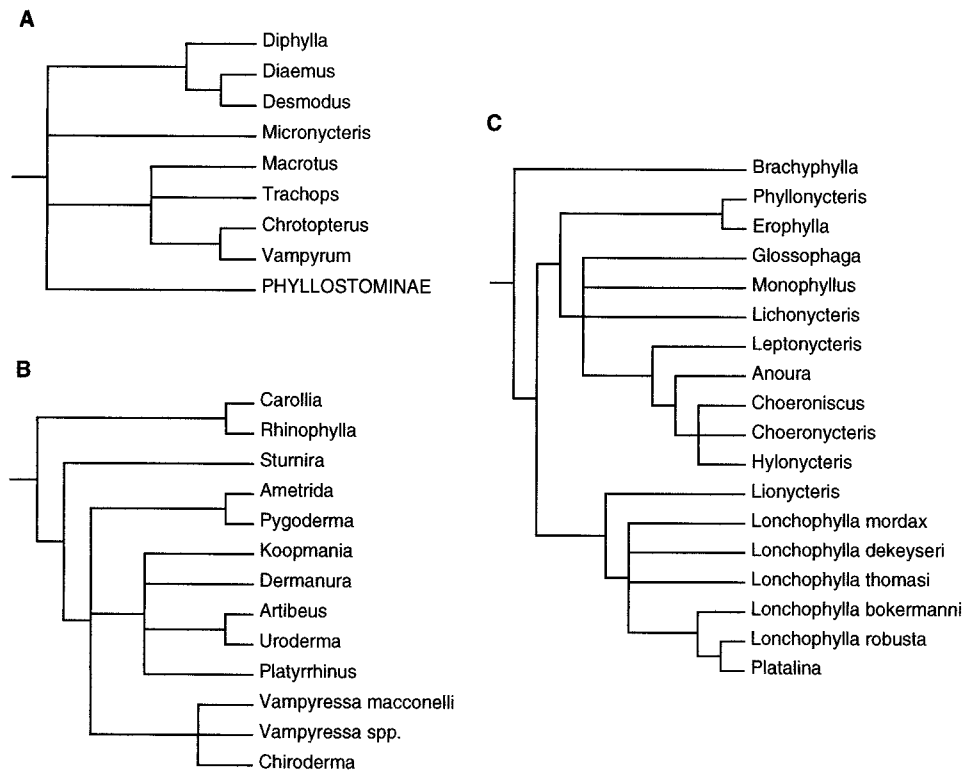 A
Diphylla
Diaemus
Desmodus
Micronycteris
Macrotus
Trachops
Chrotopterus
Vampyrum
PHYLLOSTOMINAE
B
Carollia
Rhinophylla
Sturnira
Ametrida
Pygoderma
Koopmania
Dermanura
Artibeus
Uroderma
Platyrrhinus
Vampyressa macconelli
Vampyressa spp.
Chiroderma
C
Brachyphylla
Phyllonycteris
Erophylla
Glossophaga
Monophyllus
Lichonycteris
Leptonycteris
Anoura
Choeroniscus
Choeronycteris
Hylonycteris
Lionycteris
Lonchophylla mordax
Lonchophylla dekeyseri
Lonchophylla thomasi
Lonchophylla bokermanni
Lonchophylla robusta
Platalina